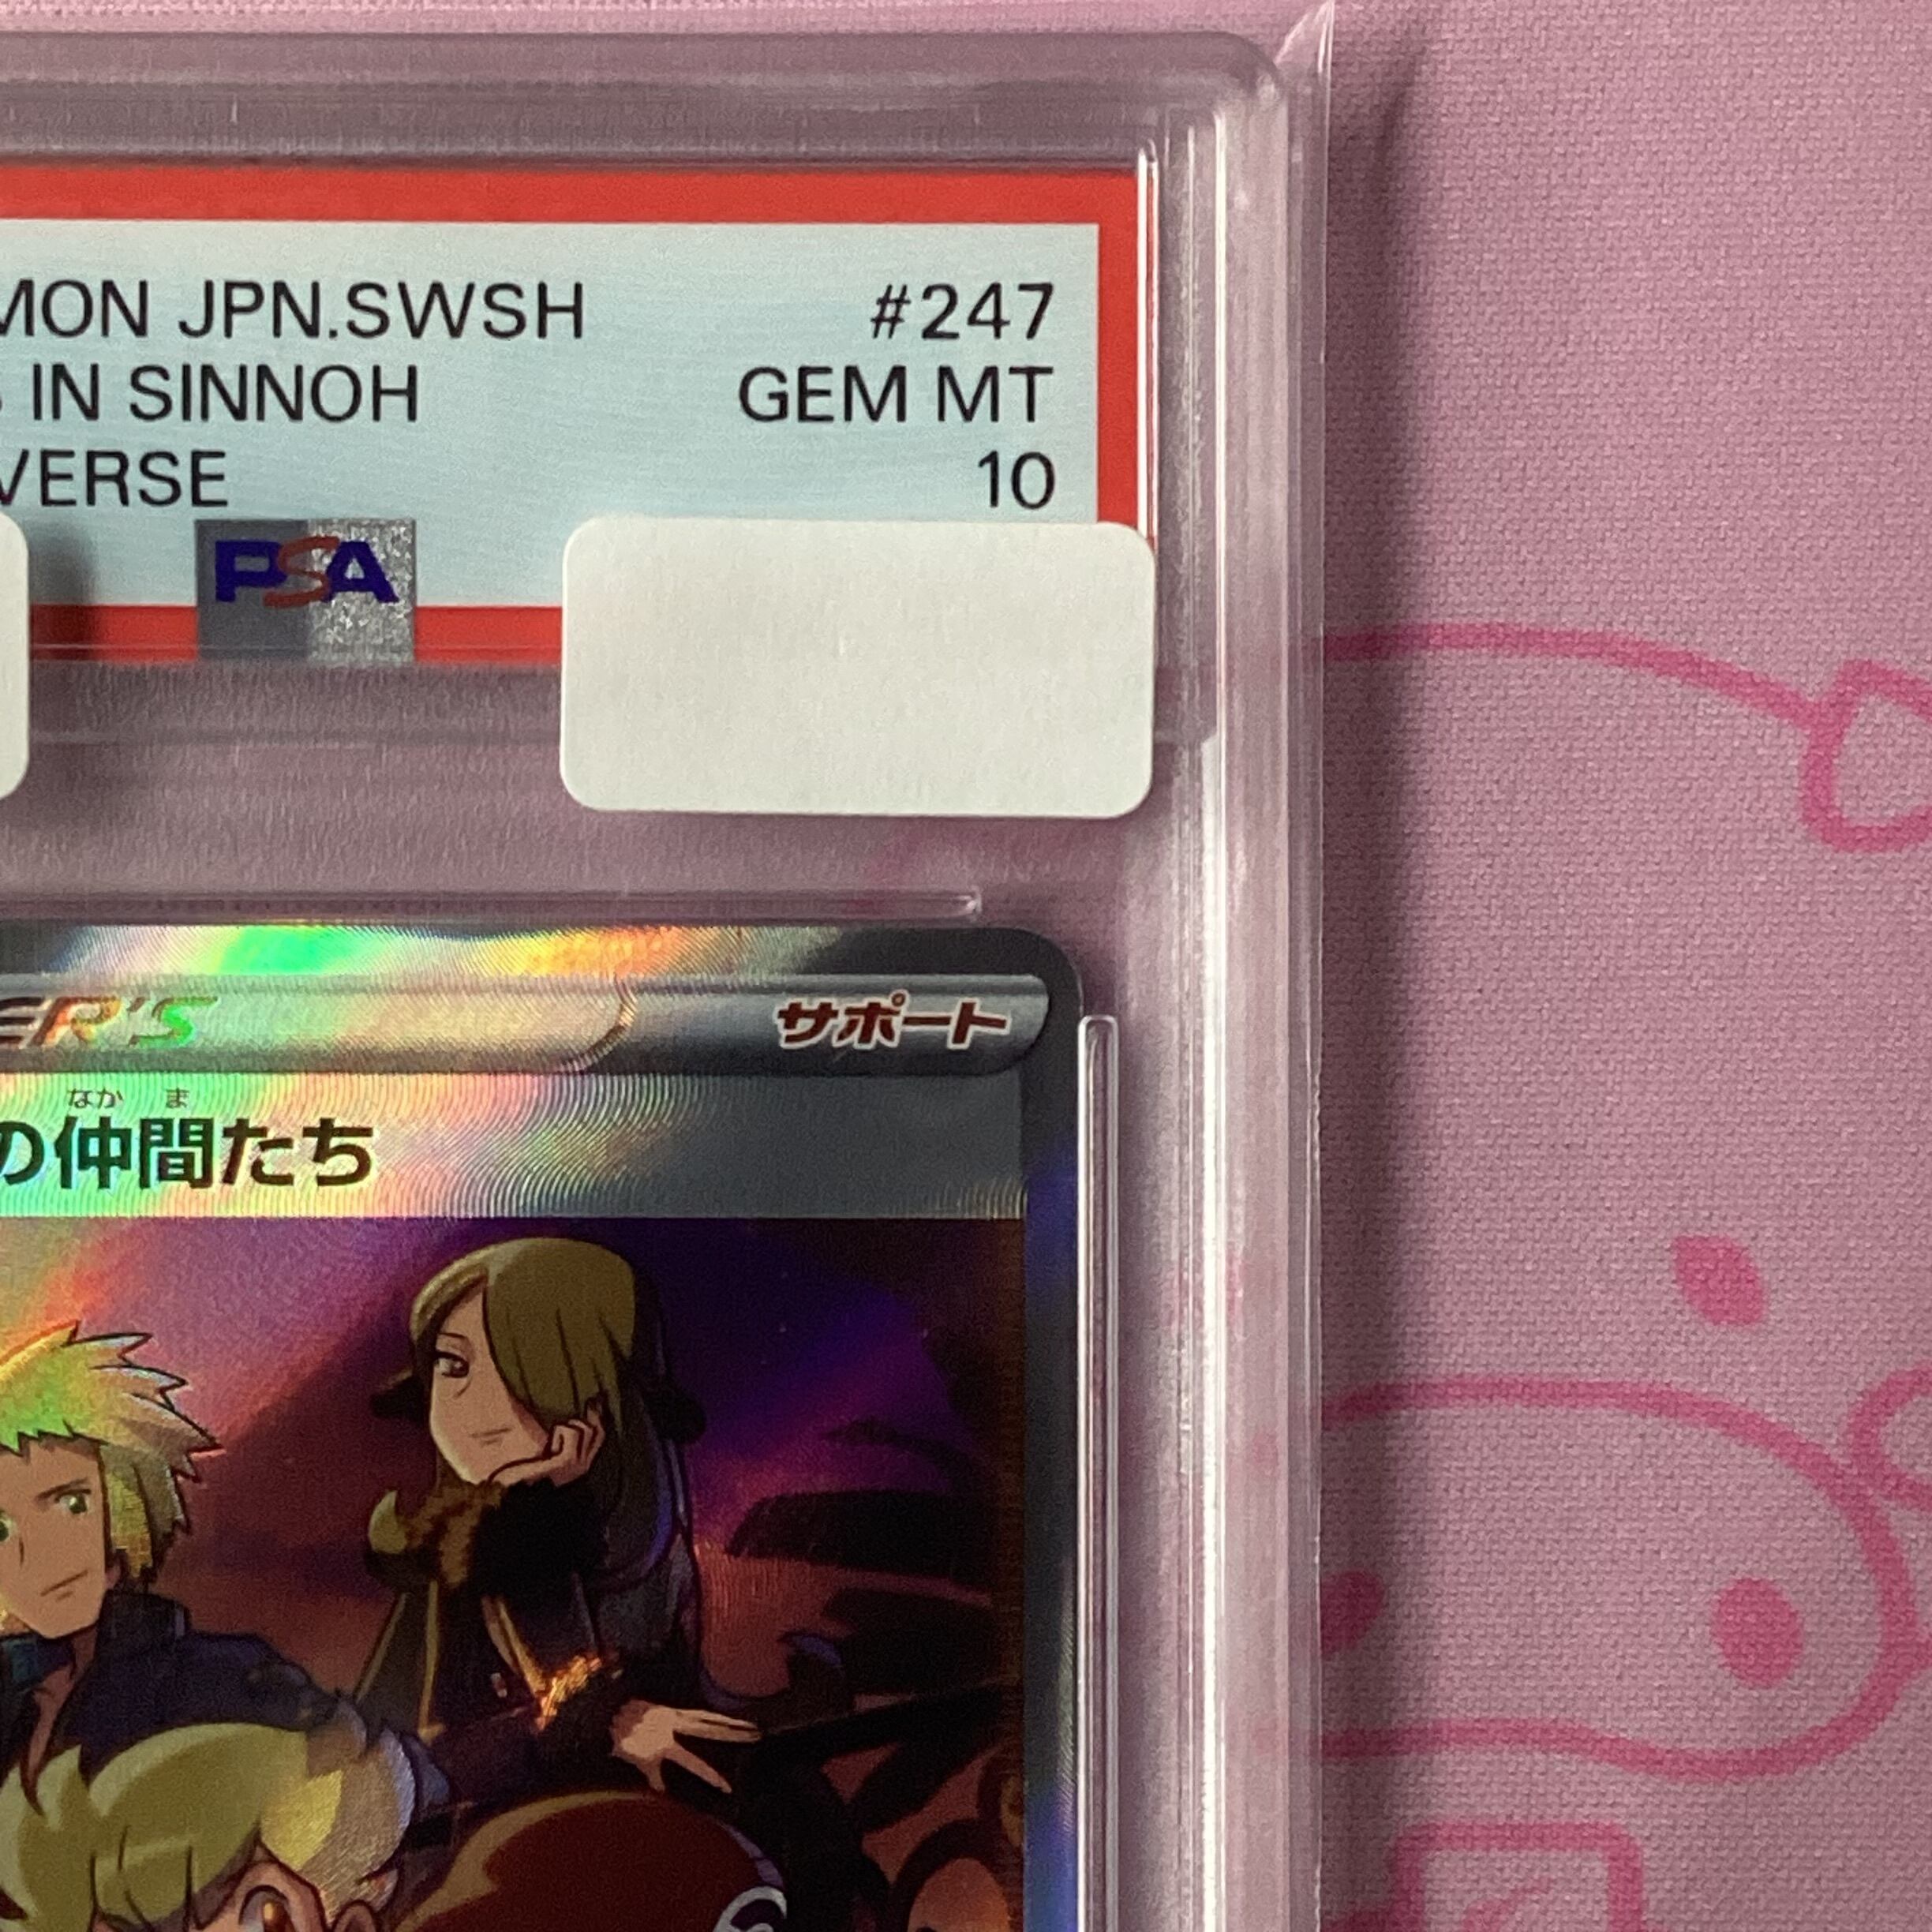 MON JPN.SWSH #247
S IN SINNOH GEM MT
VERSE 10
PSA
ER'S サポート
なかま
の仲間たち